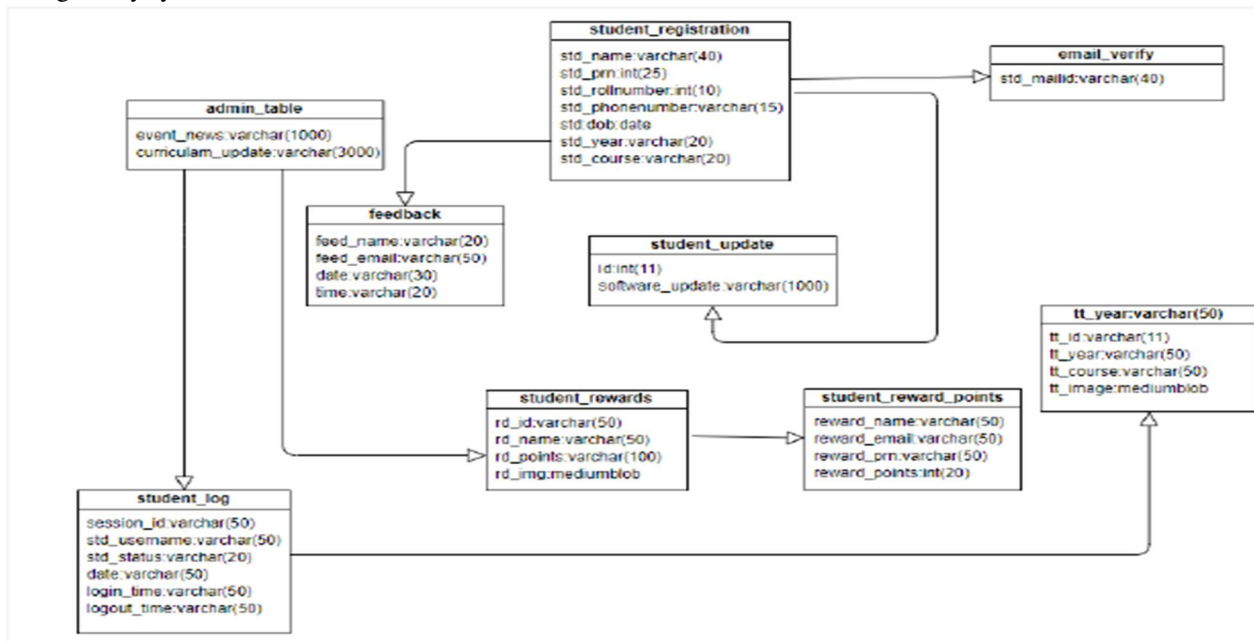 student_registration
std_name:varchar(40)
std_prn:int(25)
std_rollnumber:int(10)
std_phonenumber:varchar(15)
std:dob:date
std_year:varchar(20)
std_course:varchar(20)
email_verify
std_mailid:varchar(40)
admin_table
event_news:varchar(1000)
curriculam_update:varchar(3000)
feedback
feed_name:varchar(20)
feed_email:varchar(50)
date:varchar(30)
time:varchar(20)
student_update
id:int(11)
software_update:varchar(1000)
tt_year:varchar(50)
tt_id:varchar(11)
tt_year:varchar(50)
tt_course:varchar(50)
tt_image:mediumblob
student_rewards
rd_id:varchar(50)
rd_name:varchar(50)
rd_points:varchar(100)
rd_img:mediumblob
student_reward_points
reward_name:varchar(50)
reward_email:varchar(50)
reward_prn:varchar(50)
reward_points:int(20)
student_log
session_id:varchar(50)
std_username:varchar(50)
std_status:varchar(20)
date:varchar(50)
login_time:varchar(50)
logout_time:varchar(50)